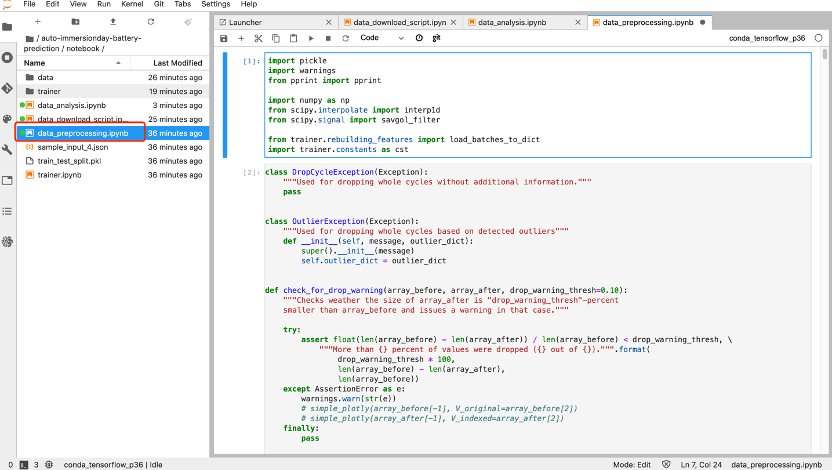 File Edit View Run Kernel Git Tabs Settings Help
/ auto-immersionday-battery-
prediction / notebook /
Name Last Modified
data 26 minutes ago
trainer 19 minutes ago
data_analysis.ipynb 3 minutes ago
data_download_script.ip... 25 minutes ago
data_preprocessing.ipynb 36 minutes ago
sample_input_4.json 36 minutes ago
train_test_split.pkl 36 minutes ago
trainer.ipynb 36 minutes ago
Launcher
data_download_script.ipyn
data_analysis.ipynb
data_preprocessing.ipynb
Code
git
conda_tensorflow_p36
[1]:
import pickle
import warnings
from pprint import pprint
import numpy as np
from scipy.interpolate import interp1d
from scipy.signal import savgol_filter
from trainer.rebuilding_features import load_batches_to_dict
import trainer.constants as cst
[2]:
class DropCycleException(Exception):
"""Used for dropping whole cycles without additional information."""
pass
class OutlierException(Exception):
"""Used for dropping whole cycles based on detected outliers"""
def __init__(self, message, outlier_dict):
super().__init__(message)
self.outlier_dict = outlier_dict
def check_for_drop_warning(array_before, array_after, drop_warning_thresh=0.10):
"""Checks weather the size of array_after is "drop_warning_thresh"-percent
smaller than array_before and issues a warning in that case."""
try:
assert float(len(array_before) - len(array_after)) / len(array_before) < drop_warning_thresh, \
"""More than {} percent of values were dropped ({} out of {}).""".format(
drop_warning_thresh * 100,
len(array_before) - len(array_after),
len(array_before))
except AssertionError as e:
warnings.warn(str(e))
# simple_plotly(array_before[-1], V_original=array_before[2])
# simple_plotly(array_after[-1], V_indexed=array_after[2])
finally:
pass
0 3 conda_tensorflow_p36 | Idle Mode: Edit Ln 7, Col 24 data_preprocessing.ipynb